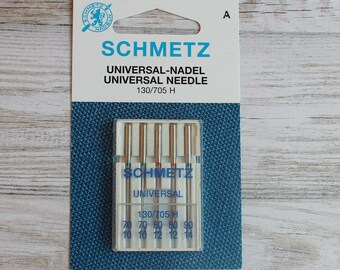 A
SCHMETZ
UNIVERSAL-NADEL
UNIVERSAL NEEDLE
130/705 H
SCHMETZ
UNIVERSAL
130/705 H
70 70 80 80 90
10 10 12 12 14